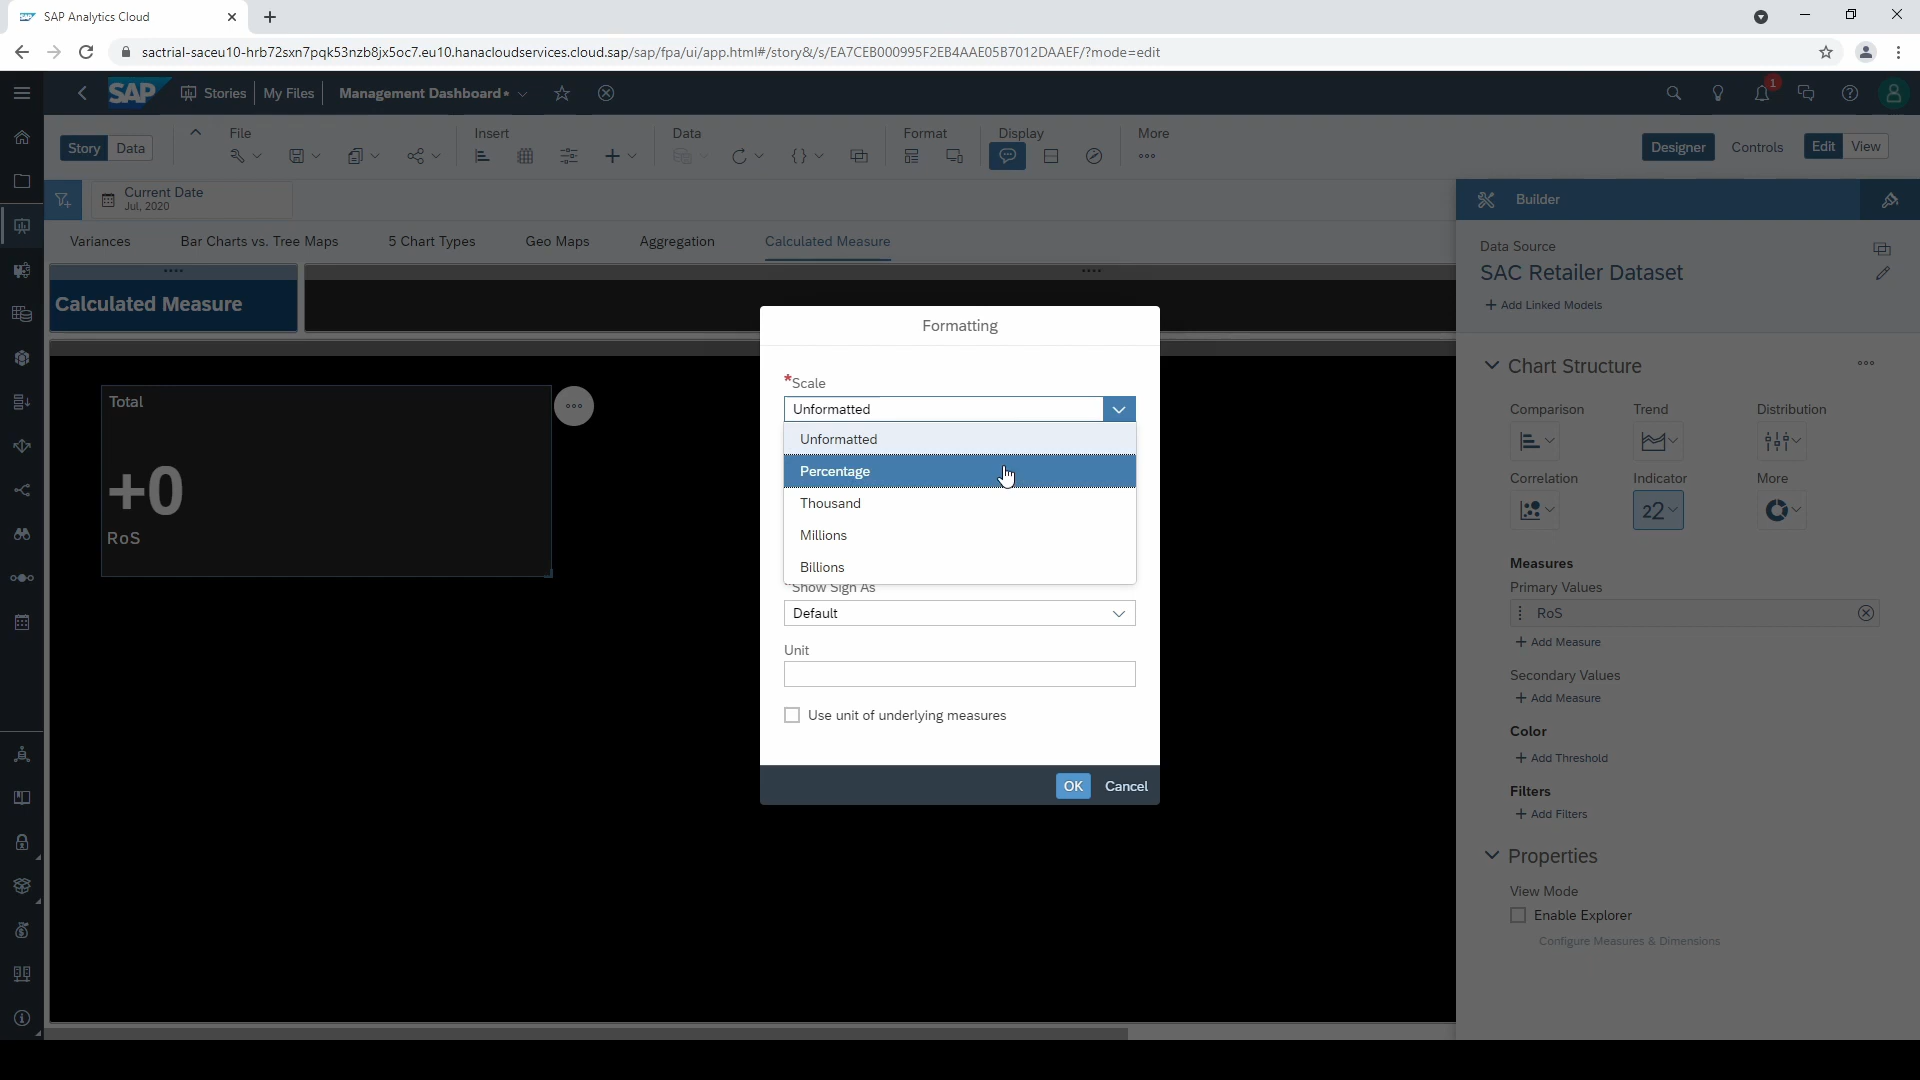 SAP Analytics Cloud
sactrial-saceu10-hrb72sxn7pqk53nzb8jx5oc7.eu10.hanacloudservices.cloud.sap/sap/fpa/ui/app.html#/story&/s/EA7CEB000995F2EB4AAE05B7012DAAEF/?mode=edit
SAP Stories My Files Management Dashboard* 1
File Insert Data Format Display More
Story Data Designer Controls Edit View
Current Date
Jul, 2020
Builder
Variances Bar Charts vs. Tree Maps 5 Chart Types Geo Maps Aggregation Calculated Measure
Data Source
SAC Retailer Dataset
+ Add Linked Models
Calculated Measure
Formatting
*Scale
Unformatted
Unformatted
Percentage
Thousand
Millions
Billions
*Show Sign As
Default
Unit
Use unit of underlying measures
OK Cancel
Total
+0
RoS
Chart Structure
Comparison Trend Distribution
Correlation Indicator More
22
Measures
Primary Values
RoS
+ Add Measure
Secondary Values
+ Add Measure
Color
+ Add Threshold
Filters
+ Add Filters
Properties
View Mode
Enable Explorer
Configure Measures & Dimensions